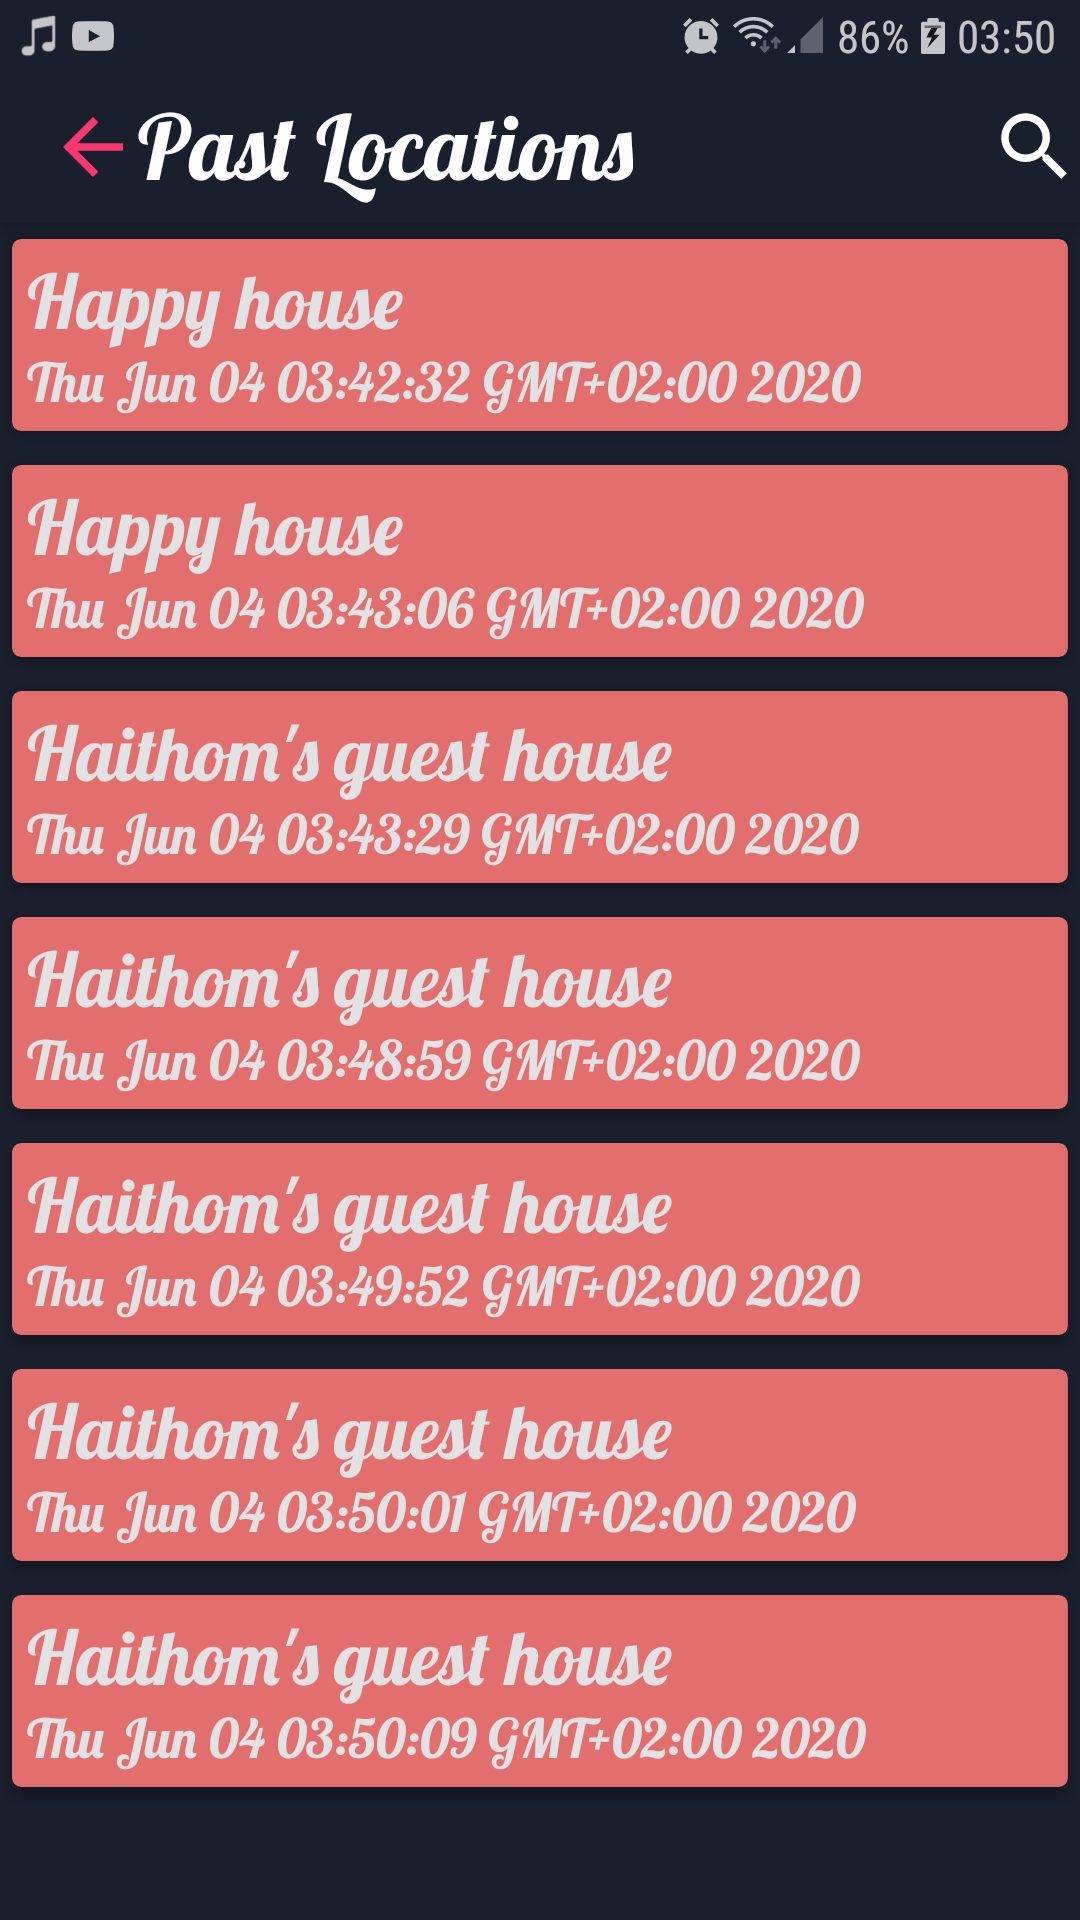 86% 03:50
Past Locations
Happy house
Thu Jun 04 03:42:32 GMT+02:00 2020
Happy house
Thu Jun 04 03:43:06 GMT+02:00 2020
Haithom's guest house
Thu Jun 04 03:43:29 GMT+02:00 2020
Haithom's guest house
Thu Jun 04 03:48:59 GMT+02:00 2020
Haithom's guest house
Thu Jun 04 03:49:52 GMT+02:00 2020
Haithom's guest house
Thu Jun 04 03:50:01 GMT+02:00 2020
Haithom's guest house
Thu Jun 04 03:50:09 GMT+02:00 2020